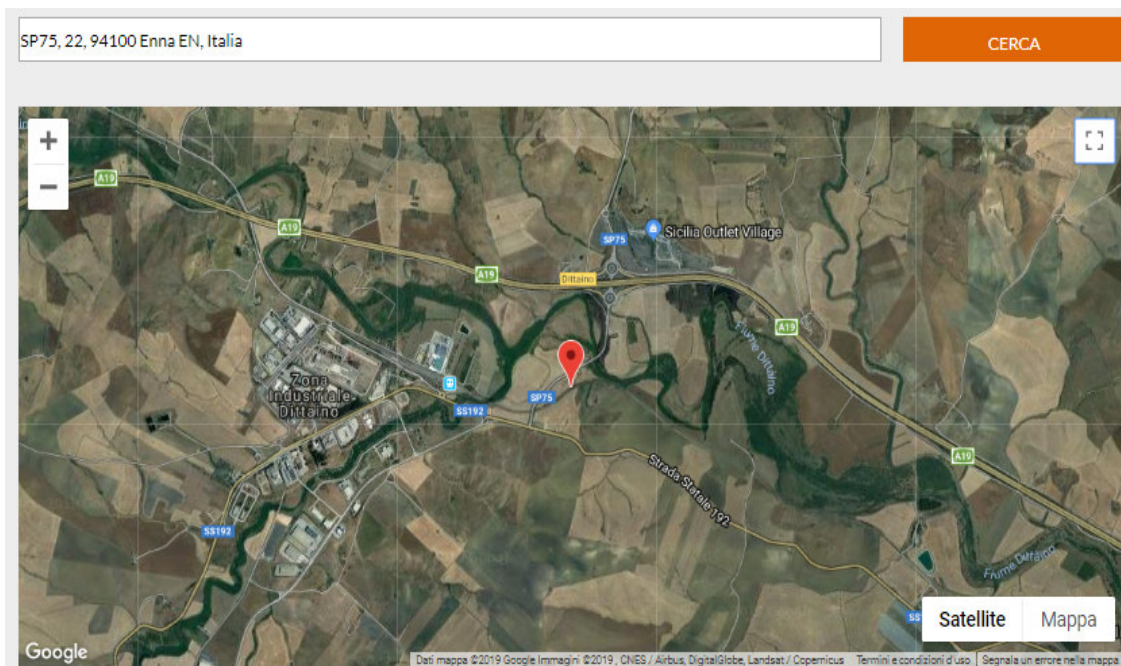 SP75, 22, 94100 Enna EN, Italia
CERCA
+
−
A19
A19
SP75
Sicilia Outlet Village
A19
Dittaino
A19
Fiume Dittaino
Zona
Industriale
Dittaino
SP75
SS192
A19
Strada Statale 192
SS192
Fiume Dittaino
Satellite
Mappa
Google
Dati mappa ©2019 Google Immagini ©2019 , CNES / Airbus, DigitalGlobe, Landsat / Copernicus
Termini e condizioni d'uso
Segnala un errore nella mappa